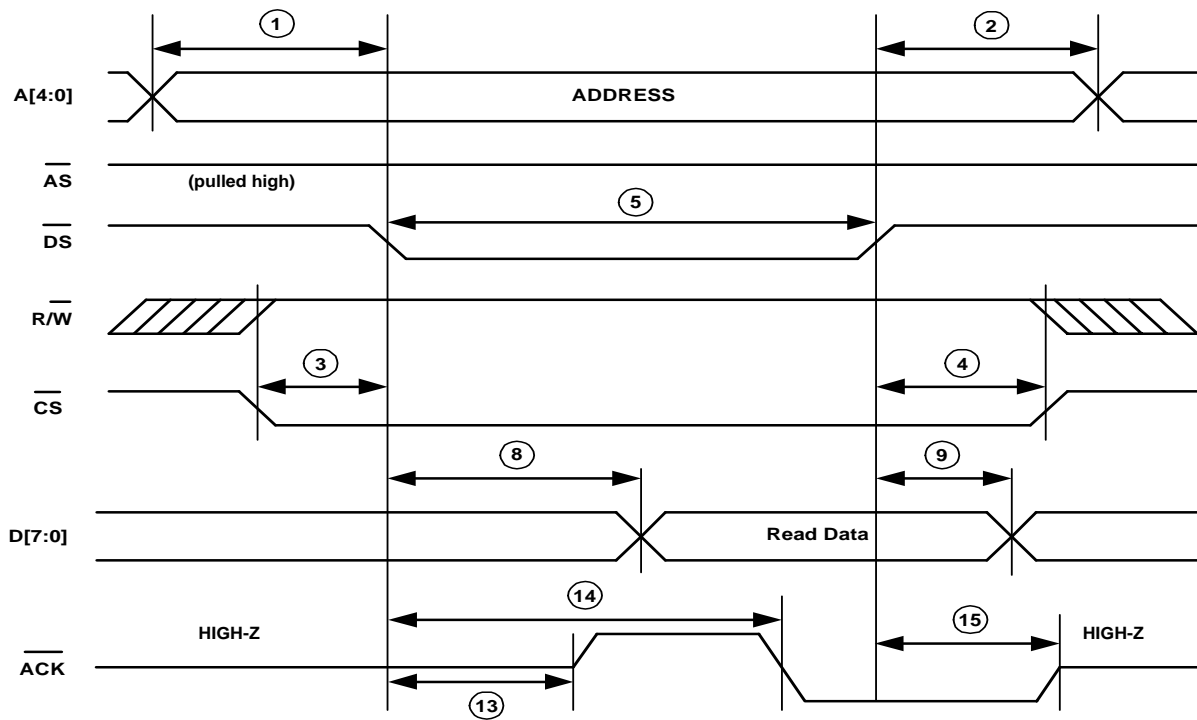 1
2
A[4:0]
ADDRESS
AS
(pulled high)
5
DS
R/W
3
4
CS
8
9
D[7:0]
Read Data
14
HIGH-Z
15
HIGH-Z
ACK
13